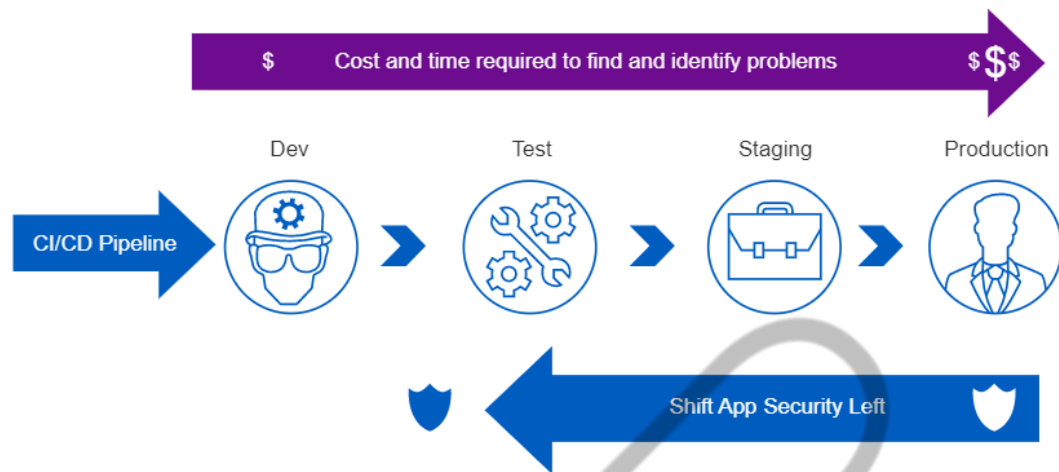 $ Cost and time required to find and identify problems $$$
Dev Test Staging Production
CI/CD Pipeline
Shift App Security Left